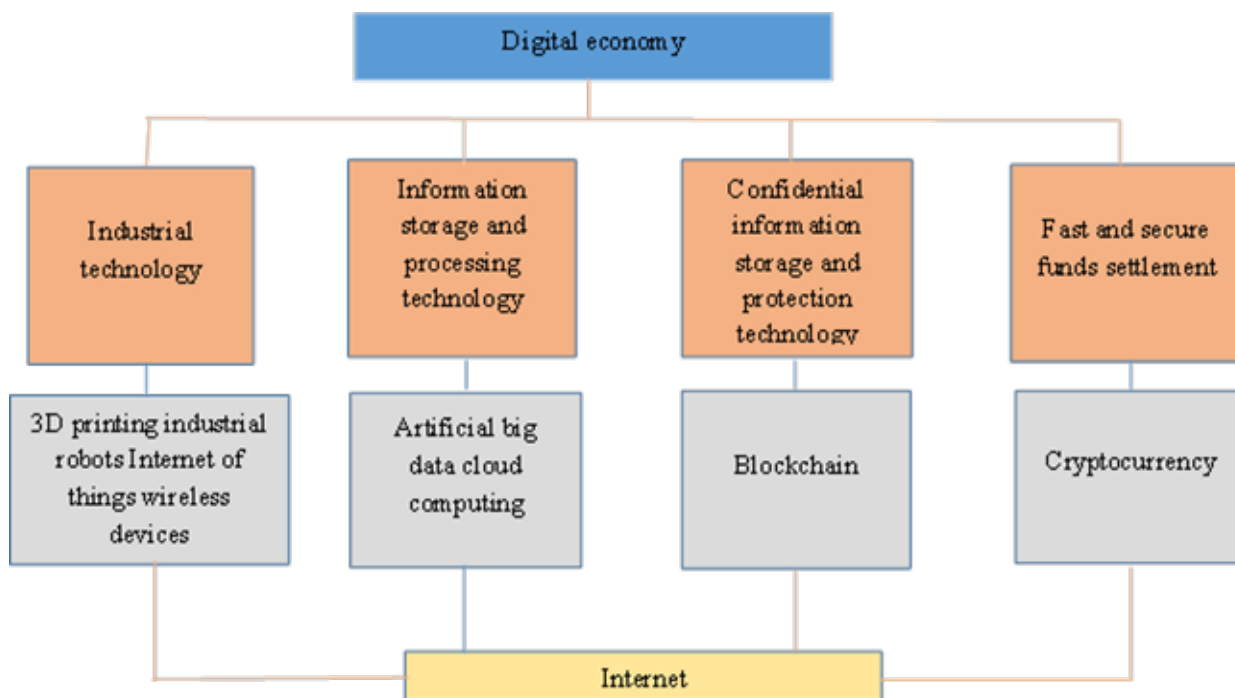 Digital economy
Industrial
technology
Information
storage and
processing
technology
Confidential
information
storage and
protection
technology
Fast and secure
funds settlement
3D printing industrial
robots Internet of
things wireless
devices
Artificial big
data cloud
computing
Blockchain
Cryptocurrency
Internet